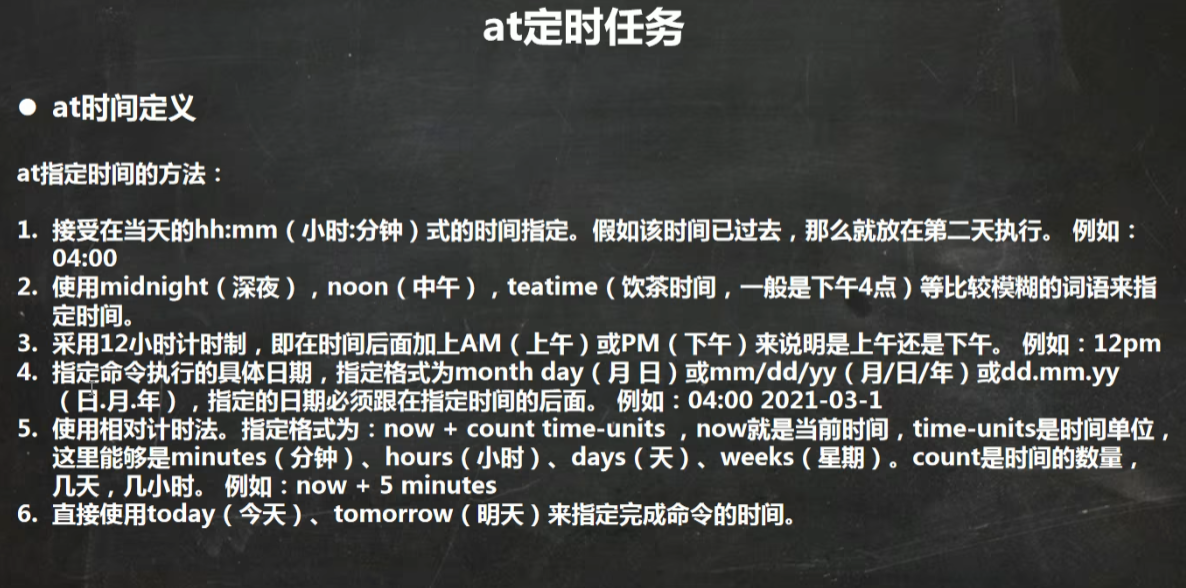 at定时任务
● at时间定义
at指定时间的方法：
1. 接受在当天的hh:mm（小时:分钟）式的时间指定。假如该时间已过去，那么就放在第二天执行。 例如：
04:00
2. 使用midnight（深夜），noon（中午），teatime（饮茶时间，一般是下午4点）等比较模糊的词语来指
定时间。
3. 采用12小时计时制，即在时间后面加上AM（上午）或PM（下午）来说明是上午还是下午。 例如：12pm
4. 指定命令执行的具体日期，指定格式为month day（月 日）或mm/dd/yy（月/日/年）或dd.mm.yy
（日.月.年），指定的日期必须跟在指定时间的后面。 例如：04:00 2021-03-1
5. 使用相对计时法。指定格式为：now + count time-units ，now就是当前时间，time-units是时间单位，
这里能够是minutes（分钟）、hours（小时）、days（天）、weeks（星期）。count是时间的数量，
几天，几小时。 例如：now + 5 minutes
6. 直接使用today（今天）、tomorrow（明天）来指定完成命令的时间。